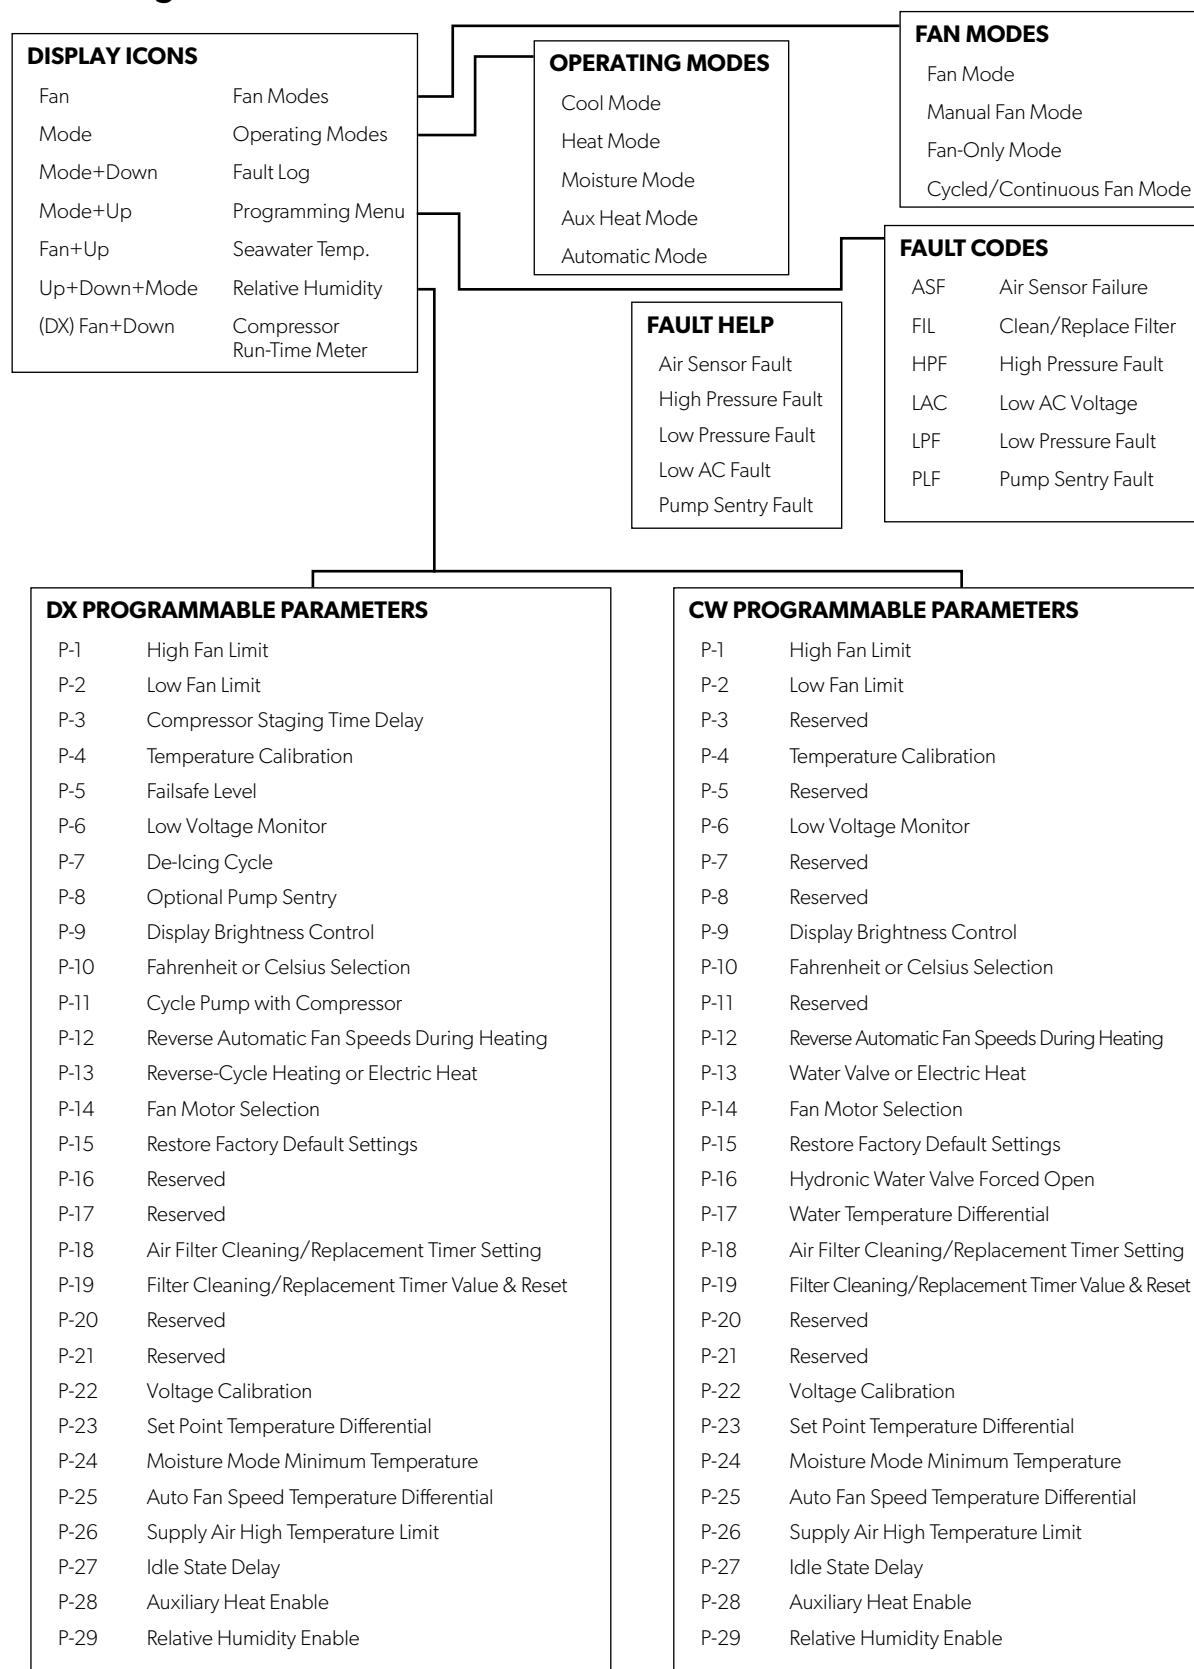 DISPLAY ICONS
Fan Fan Modes
Mode Operating Modes
Mode+Down Fault Log
Mode+Up Programming Menu
Fan+Up Seawater Temp.
Up+Down+Mode Relative Humidity
(DX) Fan+Down Compressor
Run-Time Meter
OPERATING MODES
Cool Mode
Heat Mode
Moisture Mode
Aux Heat Mode
Automatic Mode
FAN MODES
Fan Mode
Manual Fan Mode
Fan-Only Mode
Cycled/Continuous Fan Mode
FAULT HELP
Air Sensor Fault
High Pressure Fault
Low Pressure Fault
Low AC Fault
Pump Sentry Fault
FAULT CODES
ASF Air Sensor Failure
FIL Clean/Replace Filter
HPF High Pressure Fault
LAC Low AC Voltage
LPF Low Pressure Fault
PLF Pump Sentry Fault
DX PROGRAMMABLE PARAMETERS
P-1 High Fan Limit
P-2 Low Fan Limit
P-3 Compressor Staging Time Delay
P-4 Temperature Calibration
P-5 Failsafe Level
P-6 Low Voltage Monitor
P-7 De-Icing Cycle
P-8 Optional Pump Sentry
P-9 Display Brightness Control
P-10 Fahrenheit or Celsius Selection
P-11 Cycle Pump with Compressor
P-12 Reverse Automatic Fan Speeds During Heating
P-13 Reverse-Cycle Heating or Electric Heat
P-14 Fan Motor Selection
P-15 Restore Factory Default Settings
P-16 Reserved
P-17 Reserved
P-18 Air Filter Cleaning/Replacement Timer Setting
P-19 Filter Cleaning/Replacement Timer Value & Reset
P-20 Reserved
P-21 Reserved
P-22 Voltage Calibration
P-23 Set Point Temperature Differential
P-24 Moisture Mode Minimum Temperature
P-25 Auto Fan Speed Temperature Differential
P-26 Supply Air High Temperature Limit
P-27 Idle State Delay
P-28 Auxiliary Heat Enable
P-29 Relative Humidity Enable
CW PROGRAMMABLE PARAMETERS
P-1 High Fan Limit
P-2 Low Fan Limit
P-3 Reserved
P-4 Temperature Calibration
P-5 Reserved
P-6 Low Voltage Monitor
P-7 Reserved
P-8 Reserved
P-9 Display Brightness Control
P-10 Fahrenheit or Celsius Selection
P-11 Reserved
P-12 Reverse Automatic Fan Speeds During Heating
P-13 Water Valve or Electric Heat
P-14 Fan Motor Selection
P-15 Restore Factory Default Settings
P-16 Hydronic Water Valve Forced Open
P-17 Water Temperature Differential
P-18 Air Filter Cleaning/Replacement Timer Setting
P-19 Filter Cleaning/Replacement Timer Value & Reset
P-20 Reserved
P-21 Reserved
P-22 Voltage Calibration
P-23 Set Point Temperature Differential
P-24 Moisture Mode Minimum Temperature
P-25 Auto Fan Speed Temperature Differential
P-26 Supply Air High Temperature Limit
P-27 Idle State Delay
P-28 Auxiliary Heat Enable
P-29 Relative Humidity Enable